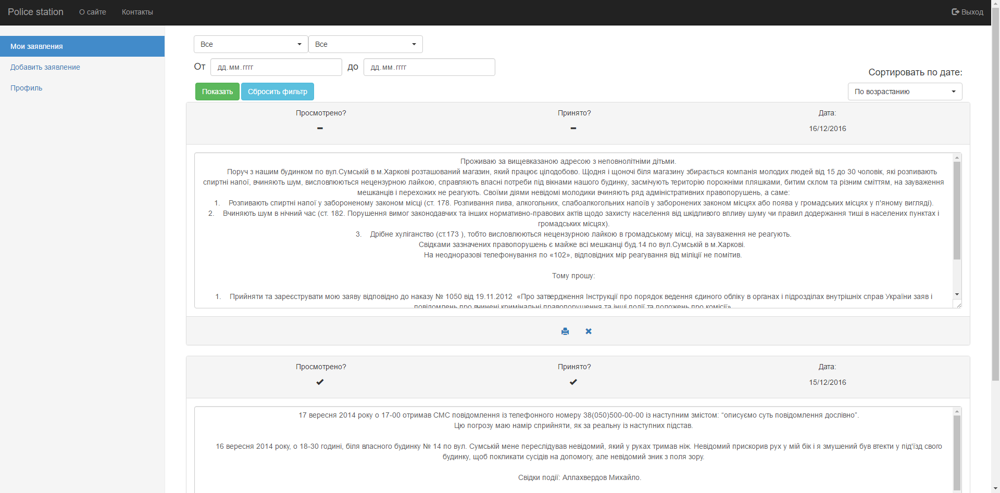 Police station О сайте Контакты Выход
Мои заявления
Добавить заявление
Профиль
Все Все
От дд.мм.гггг до дд.мм.гггг
Сортировать по дате:
Показать Сбросить фильтр По возрастанию
Просмотрено? Принято? Дата:
16/12/2016
Проживаю за вищевказаною адресою з неповнолітніми дітьми.
Поруч з нашим будинком по вул.Сумській в м.Харкові розташований магазин, який працює цілодобово. Щодня і щоночі біля магазину збирається компанія молодих людей від 15 до 30 чоловік, які розпивають
спиртні напої, вчиняють шум, висловлюються нецензурною лайкою, справляють власні потреби під вікнами нашого будинку, засмічують територію порожніми пляшками, битим склом та різним сміттям, на зауваження
мешканців і перехожих не реагують. Своїми діями невідомі молодики вчиняють ряд адміністративних правопорушень, а саме:
1. Розпивають спиртні напої у забороненому законом місці (ст. 178. Розпивання пива, алкогольних, слабоалкогольних напоїв у заборонених законом місцях або поява у громадських місцях у п'яному вигляді).
2. Вчиняють шум в нічний час (ст. 182. Порушення вимог законодавчих та інших нормативно-правових актів щодо захисту населення від шкідливого впливу шуму чи правил додержання тиші в населених пунктах і
громадських місцях).
3. Дрібне хуліганство (ст.173 ), тобто висловлюються нецензурною лайкою в громадському місці, на зауваження не реагують.
Свідками зазначених правопорушень є майже всі мешканці буд.14 по вул.Сумській в м.Харкові.
На неодноразові телефонування по «102», відповідних мір реагування від міліції не помітив.
Тому прошу:
1. Прийняти та зареєструвати мою заяву відповідно до наказу № 1050 від 19.11.2012 «Про затвердження Інструкції про порядок ведення єдиного обліку в органах і підрозділах внутрішніх справ України заяв і
повідомлень про вчинені кримінальні правопорушення та інші події та положень про комісії»
Просмотрено? Принято? Дата:
15/12/2016
17 вересня 2014 року о 17-00 отримав СМС повідомлення із телефонного номеру 38(050)500-00-00 із наступним змістом: “описуємо суть повідомлення дослівно”.
Цю погрозу маю намір сприйняти, як за реальну із наступних підстав.
16 вересня 2014 року, о 18-30 годині, біля власного будинку № 14 по вул. Сумській мене переслідував невідомий, який у руках тримав ніж. Невідомий прискорив рух у мій бік і я змушений був втекти у під'їзд свого
будинку, щоб покликати сусідів на допомогу, але невідомий зник з поля зору.
Свідки події: Аллахвердов Михайло.